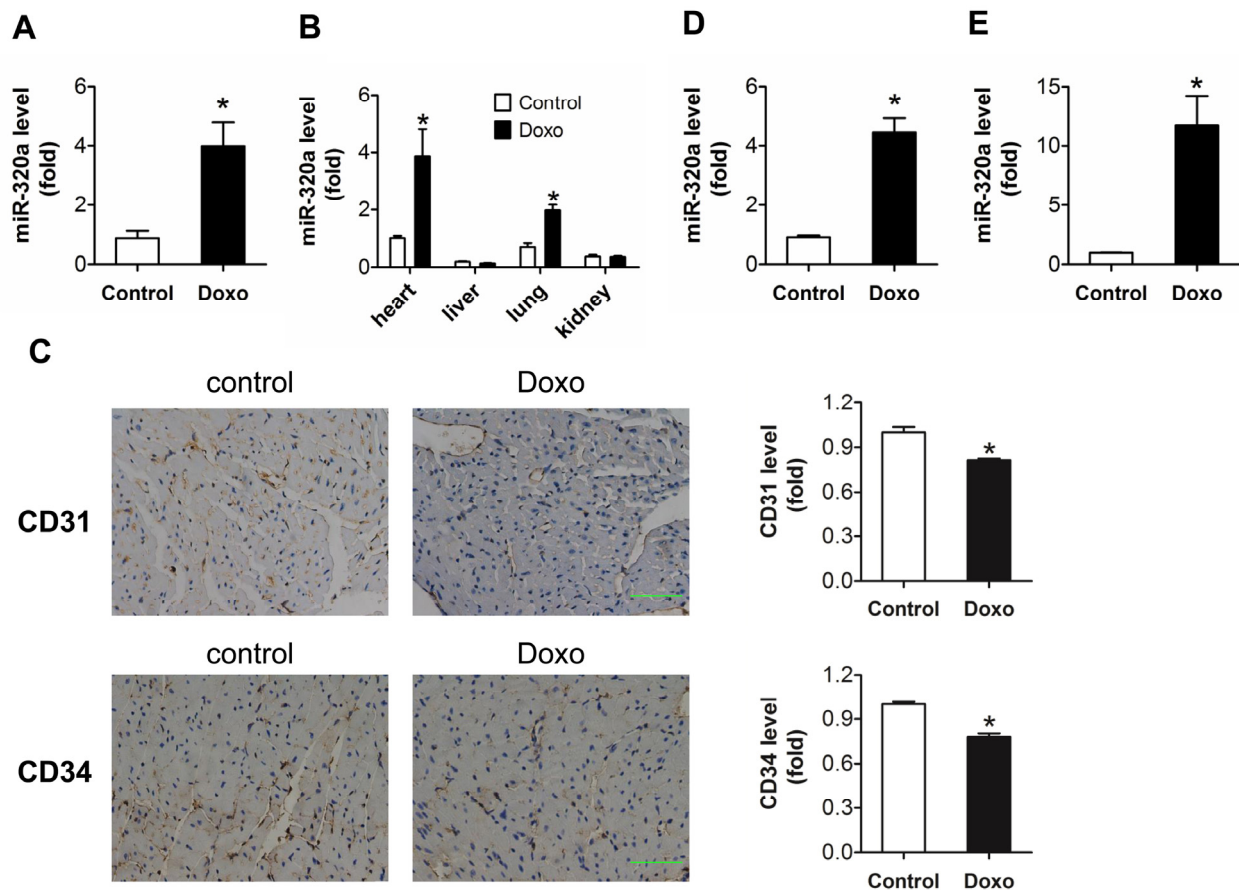 A
miR-320a level
(fold)
6
4
2
0
*
Control
Doxo
B
miR-320a level
(fold)
6
4
2
0
Control
Doxo
*
*
heart
liver
lung
kidney
D
miR-320a level
(fold)
6
4
2
0
*
Control
Doxo
E
miR-320a level
(fold)
15
10
5
0
*
Control
Doxo
C
control
Doxo
CD31
CD31 level
(fold)
1.2
0.9
0.6
0.3
0.0
*
Control
Doxo
control
Doxo
CD34
CD34 level
(fold)
1.2
0.9
0.6
0.3
0.0
*
Control
Doxo